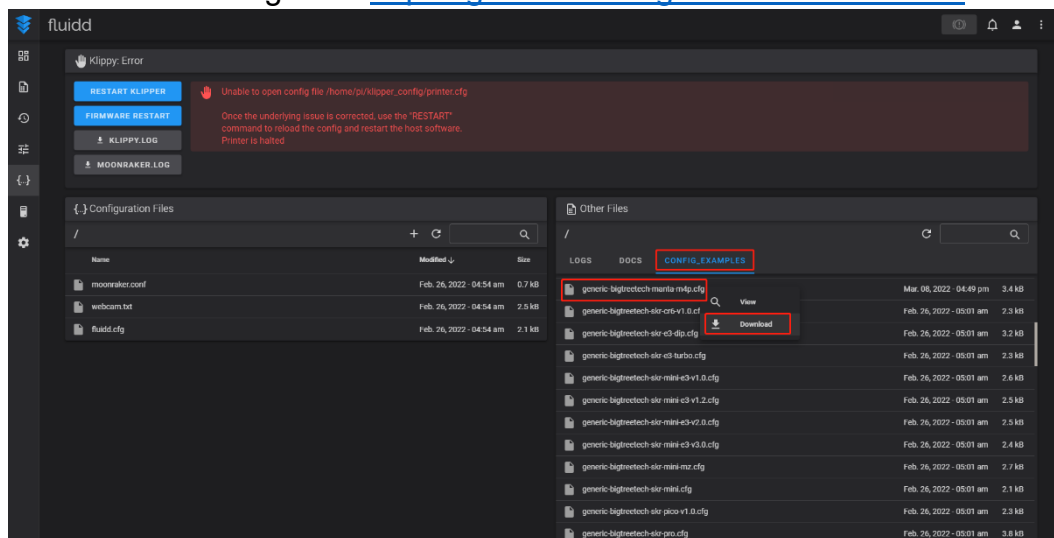 fluidd
Klippy: Error
RESTART KLIPPER
FIRMWARE RESTART
KLIPPY.LOG
MOONRAKER.LOG
Unable to open config file /home/pi/klipper_config/printer.cfg
Once the underlying issue is corrected, use the "RESTART"
command to reload the config and restart the host software.
Printer is halted
{..} Configuration Files
/
Name Modified Size
moonraker.conf Feb. 26, 2022 - 04:54 am 0.7 kB
webcam.txt Feb. 26, 2022 - 04:54 am 2.5 kB
fluidd.cfg Feb. 26, 2022 - 04:54 am 2.1 kB
Other Files
/
LOGS DOCS CONFIG_EXAMPLES
generic-bigtreetech-manta-m4p.cfg Mar. 08, 2022 - 04:49 pm 3.4 kB
generic-bigtreetech-skr-cr6-v1.0.cf Feb. 26, 2022 - 05:01 am 2.3 kB
generic-bigtreetech-skr-e3-dip.cfg Feb. 26, 2022 - 05:01 am 3.2 kB
generic-bigtreetech-skr-e3-turbo.cfg Feb. 26, 2022 - 05:01 am 2.3 kB
generic-bigtreetech-skr-mini-e3-v1.0.cfg Feb. 26, 2022 - 05:01 am 2.6 kB
generic-bigtreetech-skr-mini-e3-v1.2.cfg Feb. 26, 2022 - 05:01 am 2.5 kB
generic-bigtreetech-skr-mini-e3-v2.0.cfg Feb. 26, 2022 - 05:01 am 2.5 kB
generic-bigtreetech-skr-mini-e3-v3.0.cfg Feb. 26, 2022 - 05:01 am 2.4 kB
generic-bigtreetech-skr-mini-mz.cfg Feb. 26, 2022 - 05:01 am 2.7 kB
generic-bigtreetech-skr-mini.cfg Feb. 26, 2022 - 05:01 am 2.1 kB
generic-bigtreetech-skr-pico-v1.0.cfg Feb. 26, 2022 - 05:01 am 2.3 kB
generic-bigtreetech-skr-pro.cfg Feb. 26, 2022 - 05:01 am 3.8 kB
View
Download